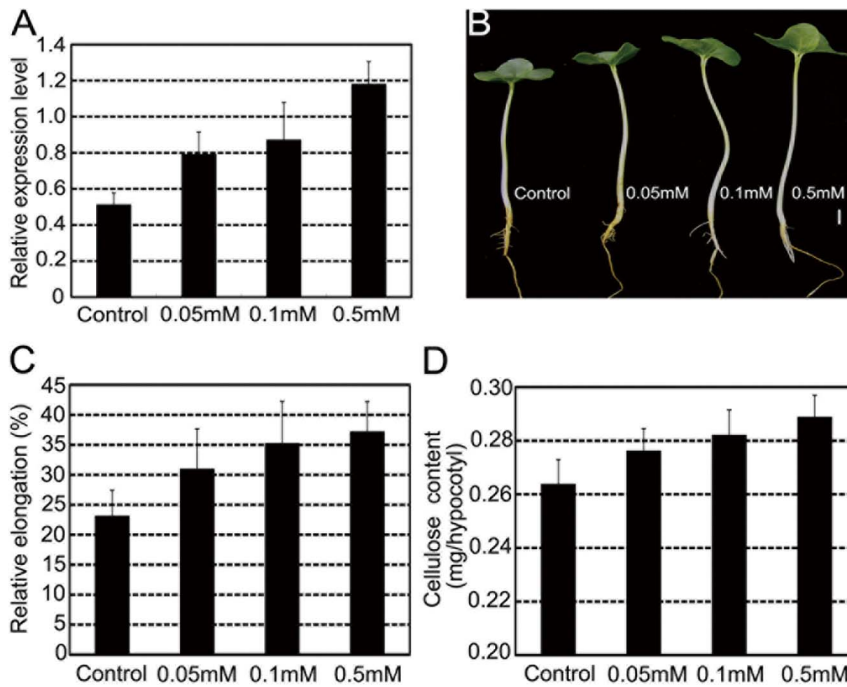 A
Relative expression level
1.4
1.2
1.0
0.8
0.6
0.4
0.2
0
Control 0.05mM 0.1mM 0.5mM
B
Control 0.05mM 0.1mM 0.5mM
C
Relative elongation (%)
45
40
35
30
25
20
15
10
5
0
Control 0.05mM 0.1mM 0.5mM
D
Cellulose content
(mg/hypocotyl)
0.30
0.28
0.26
0.24
0.22
0.20
Control 0.05mM 0.1mM 0.5mM